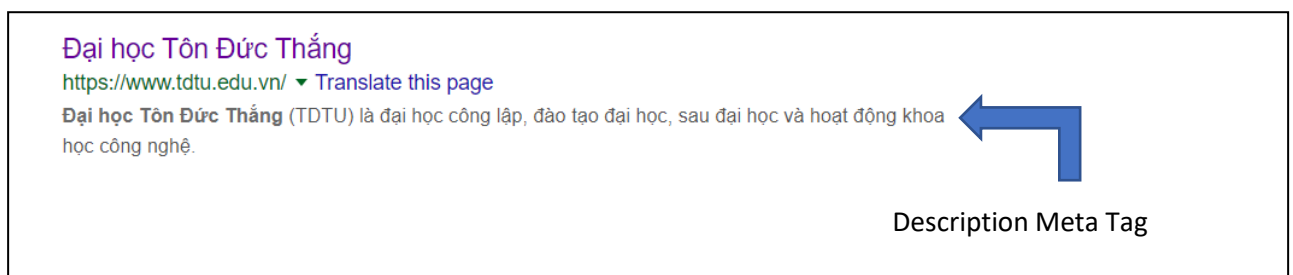 Đại học Tôn Đức Thắng
https://www.tdtu.edu.vn/ ▾ Translate this page
Đại học Tôn Đức Thắng (TDTU) là đại học công lập, đào tạo đại học, sau đại học và hoạt động khoa
học công nghệ.
Description Meta Tag